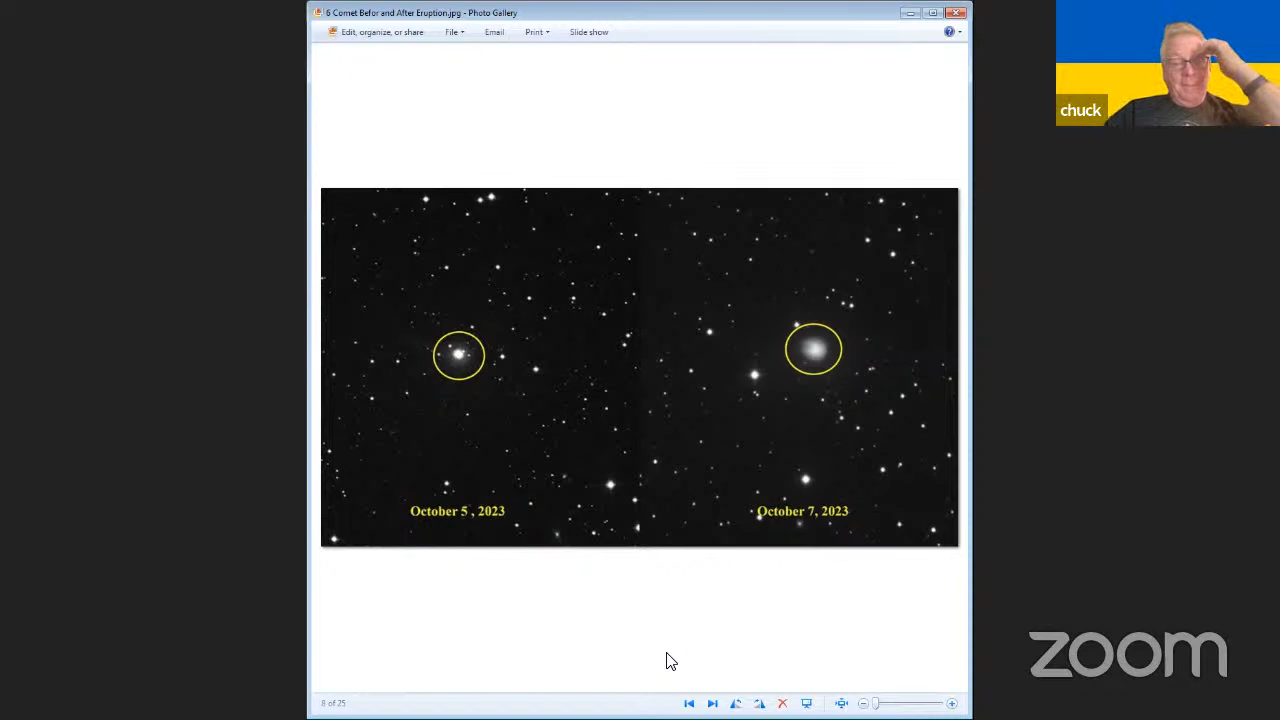 6 Comet Befor and After Eruption.jpg - Photo Gallery
Edit, organize, or share File Email Print Slide show
chuck
October 5 , 2023 October 7, 2023
8 of 25
zoom